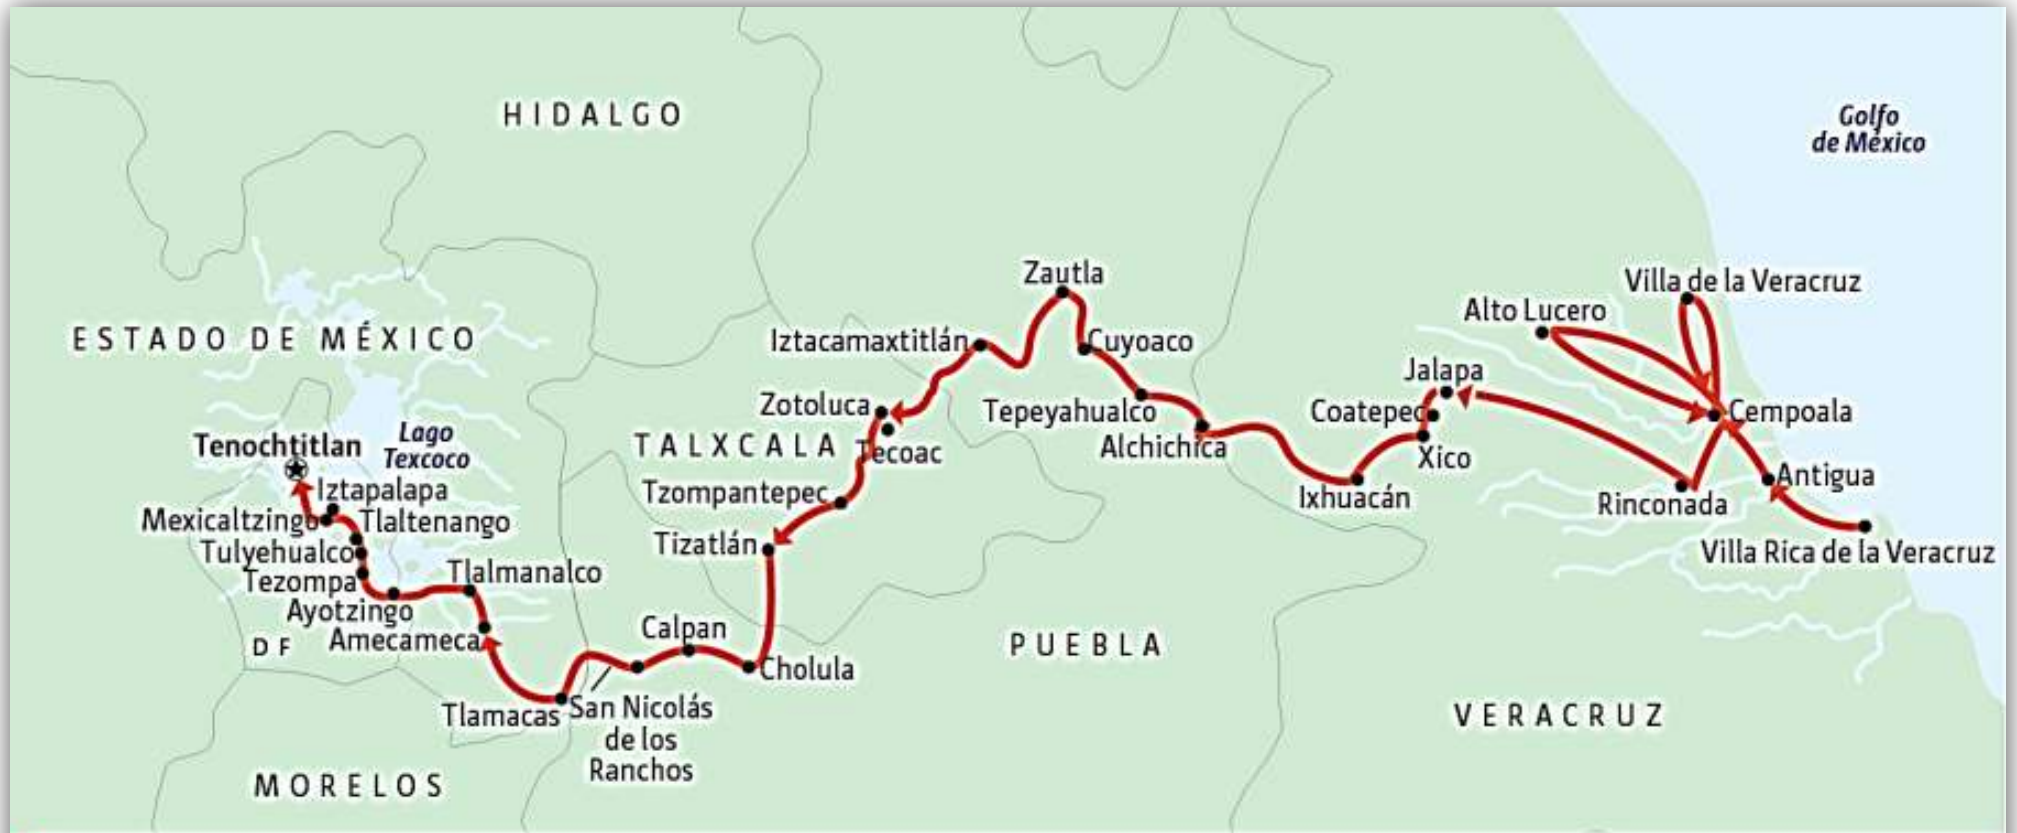 HIDALGO
Golfo
de México
Zautla
Villa de la Veracruz
Alto Lucero
ESTADO DE MÉXICO
Iztacamaxtitlán
Cuyoaco
Jalapa
Zotoluca
Tepeyahualco
Coatepec
Cempoala
Tenochtitlan
Lago
Texcoco
TALXCALA
Tecoac
Alchichica
Xico
Antigua
Iztapalapa
Tzompantepec
Ixhuacán
Rinconada
Mexicaltzingo
Tlaltenango
Tulyehualco
Tizatlán
Villa Rica de la Veracruz
Tezompa
Tlalmanalco
Ayotzingo
Amecameca
DF
Calpan
PUEBLA
Cholula
Tlamacas
San Nicolás
de los
Ranchos
VERACRUZ
MORELOS